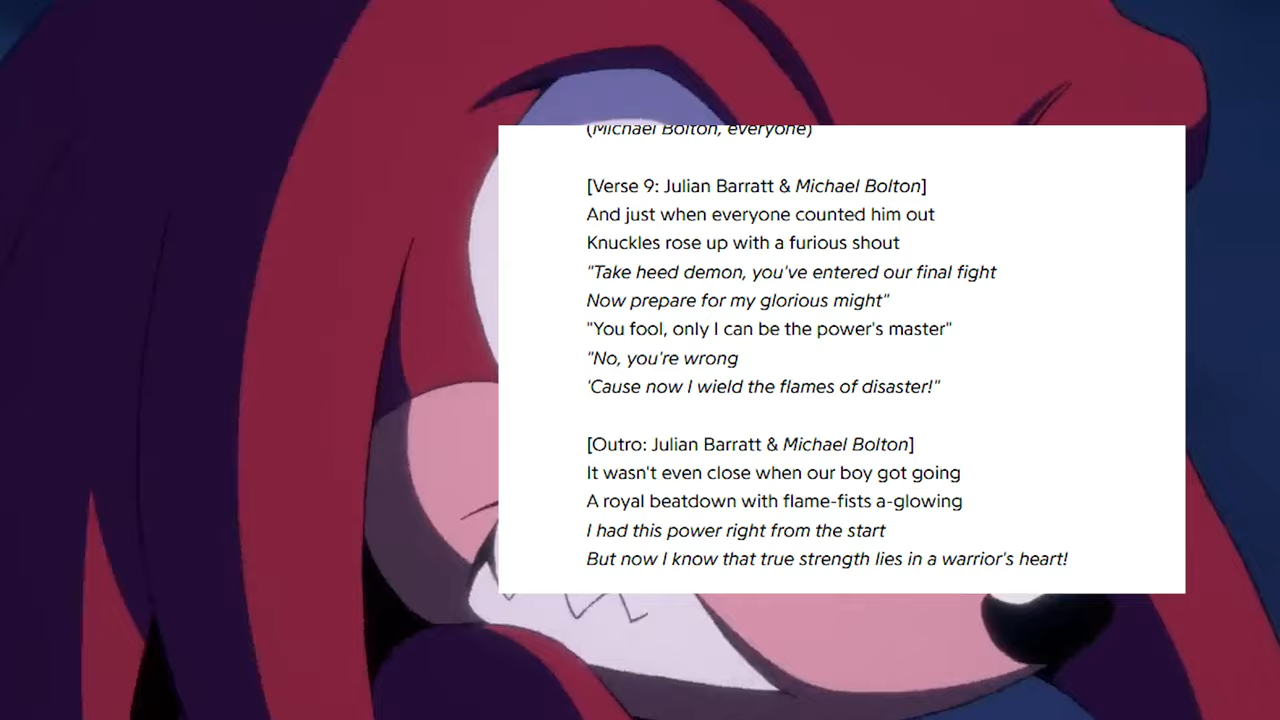 (Michael Bolton, everyone)
[Verse 9: Julian Barratt & Michael Bolton]
And just when everyone counted him out
Knuckles rose up with a furious shout
"Take heed demon, you've entered our final fight
Now prepare for my glorious might"
"You fool, only I can be the power's master"
"No, you're wrong
'Cause now I wield the flames of disaster!"
[Outro: Julian Barratt & Michael Bolton]
It wasn't even close when our boy got going
A royal beatdown with flame-fists a-glowing
I had this power right from the start
But now I know that true strength lies in a warrior's heart!